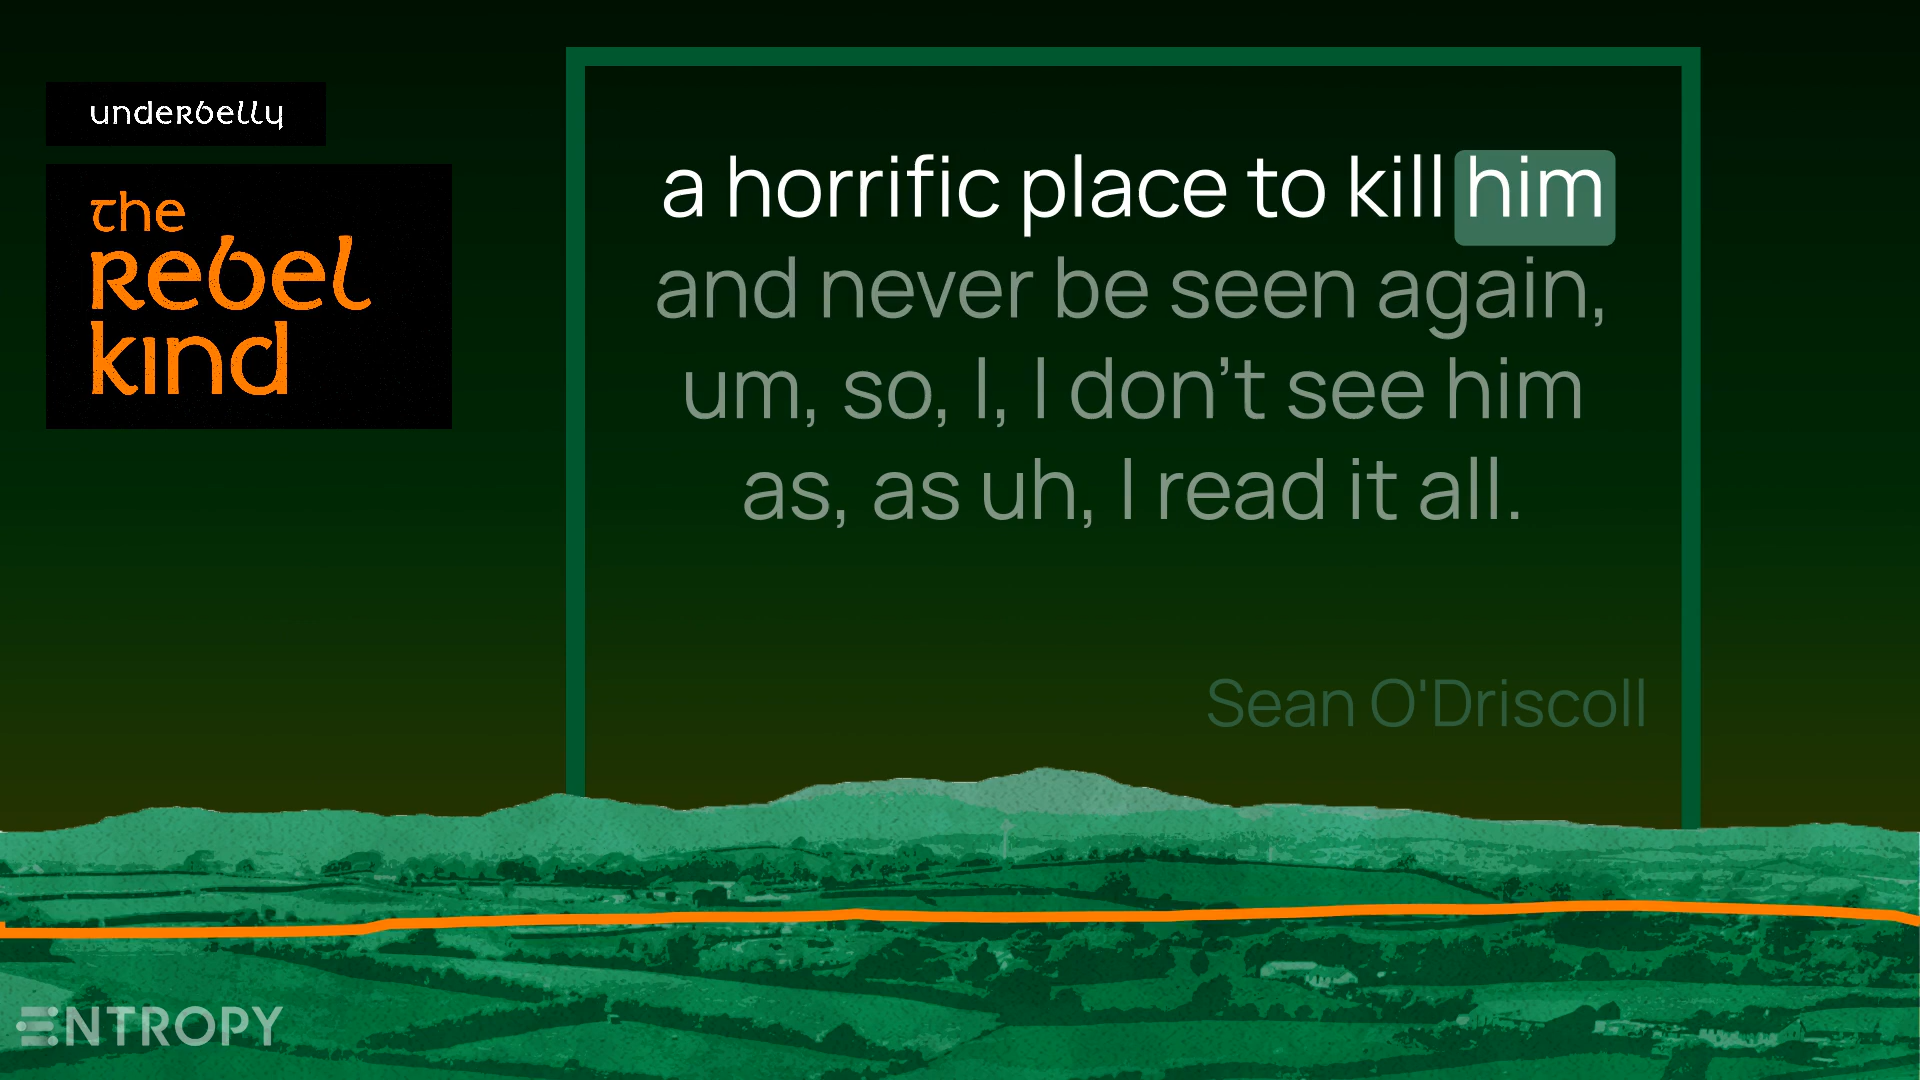 underbelly
the
rebel
kind
a horrific place to kill him
and never be seen again,
um, so, I, I don’t see him
as, as uh, I read it all.
Sean O'Driscoll
ENTROPY